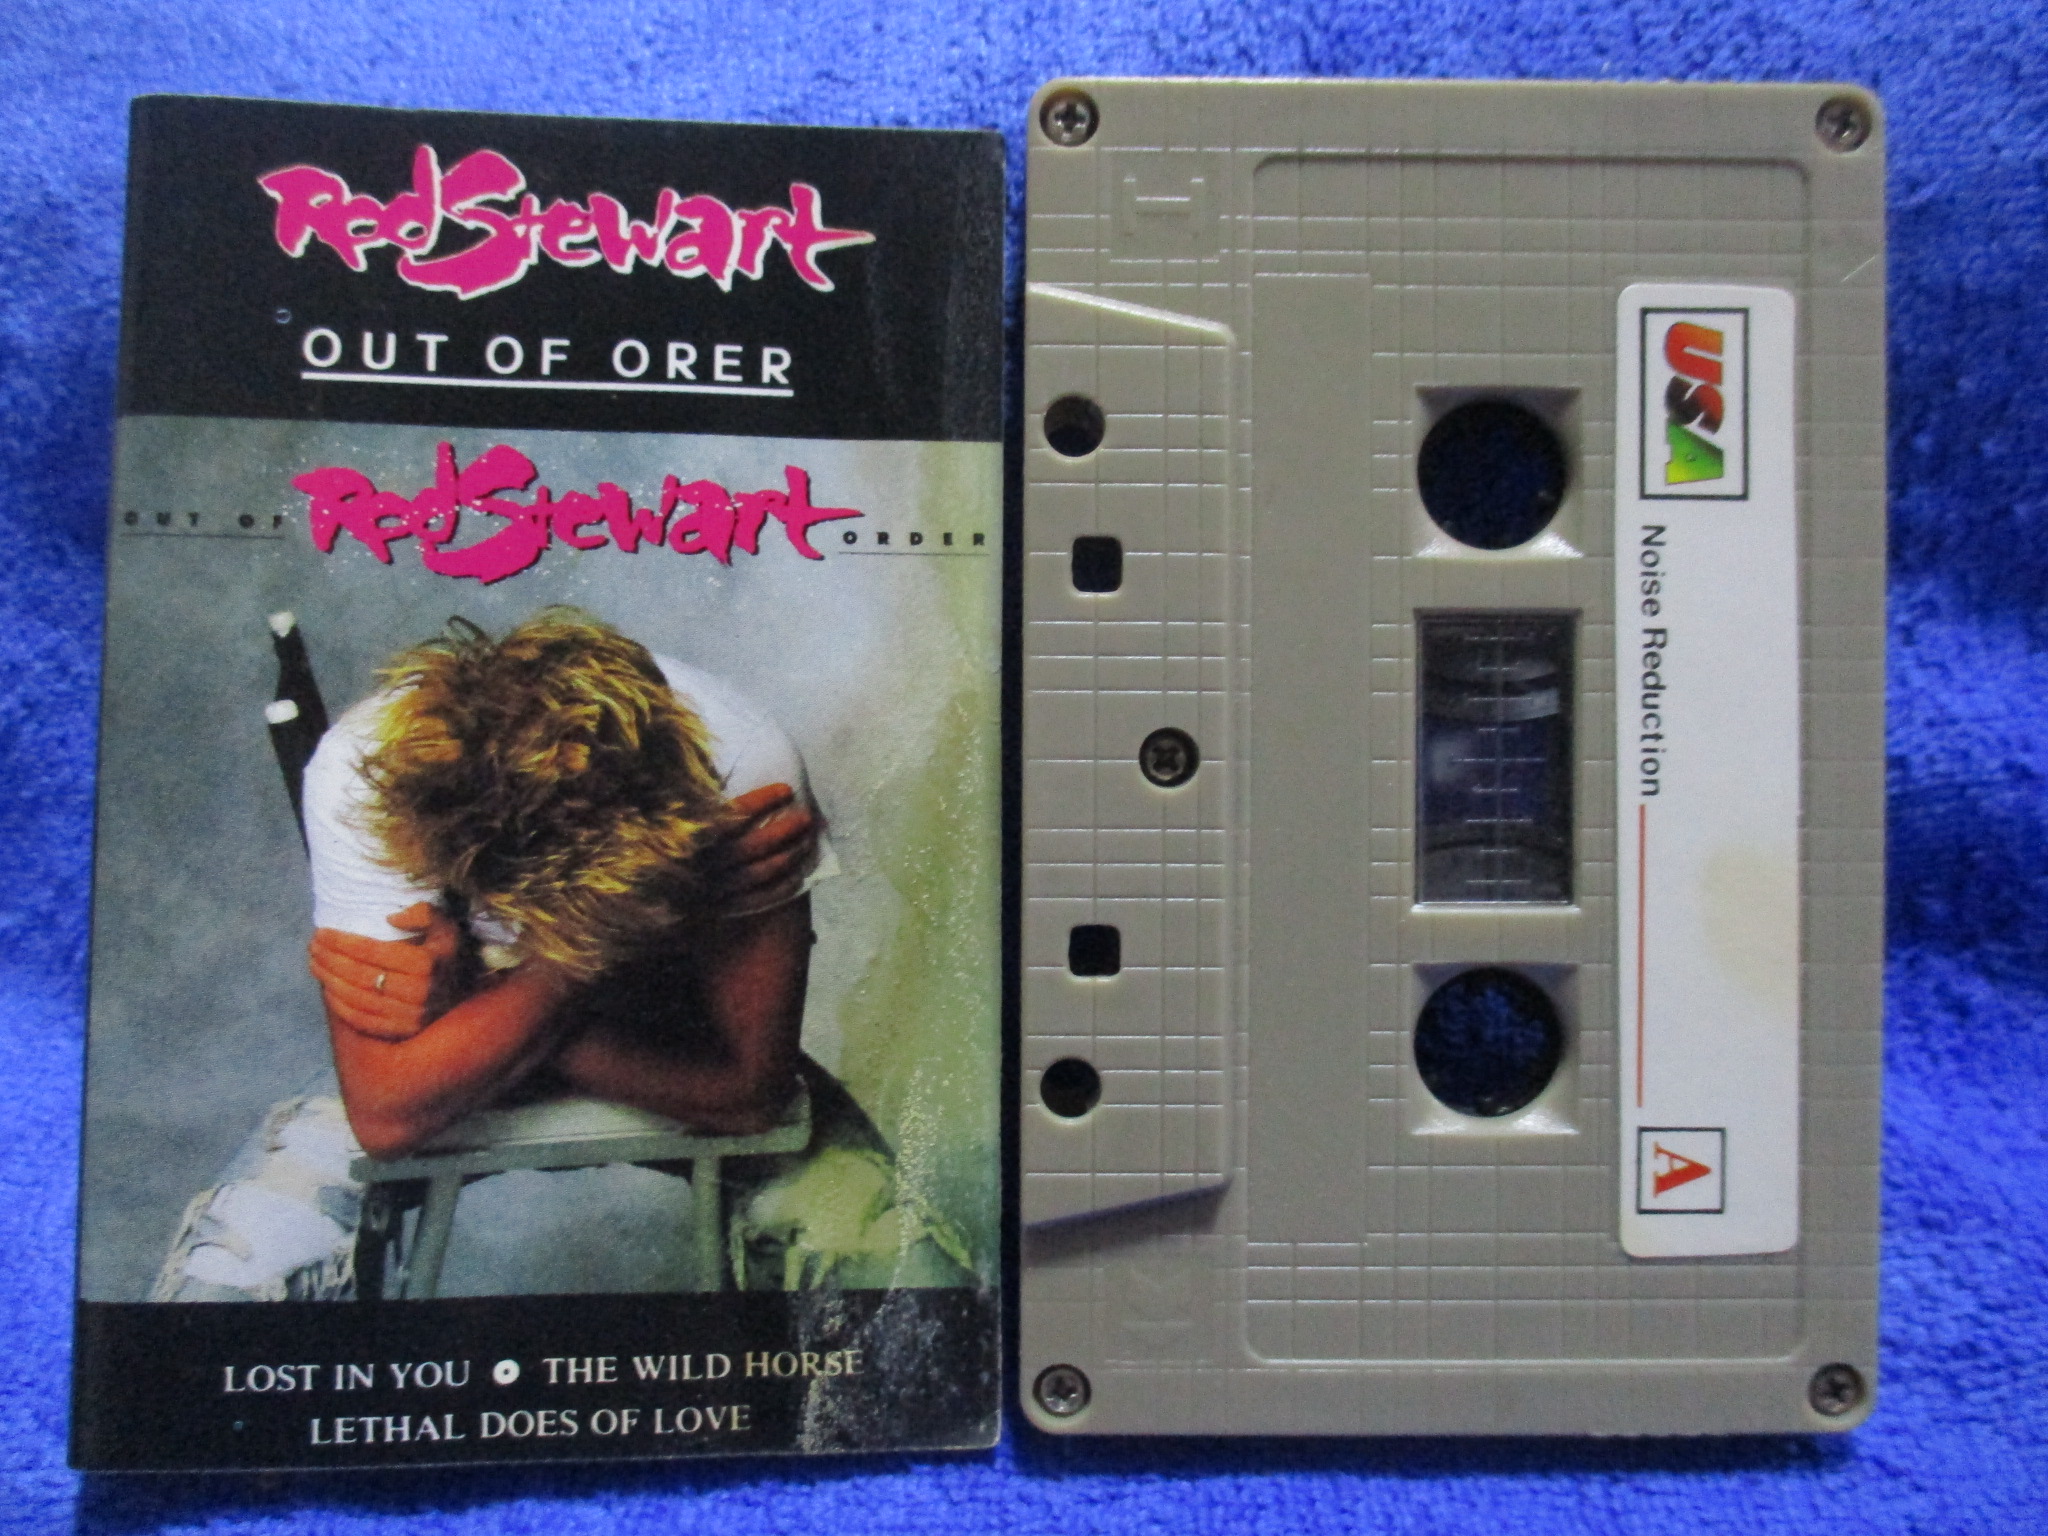 Rod Stewart
OUT OF ORER
OUT OF Rod Stewart ORDER
LOST IN YOU THE WILD HORSE
LETHAL DOES OF LOVE
USA
Noise Reduction
A